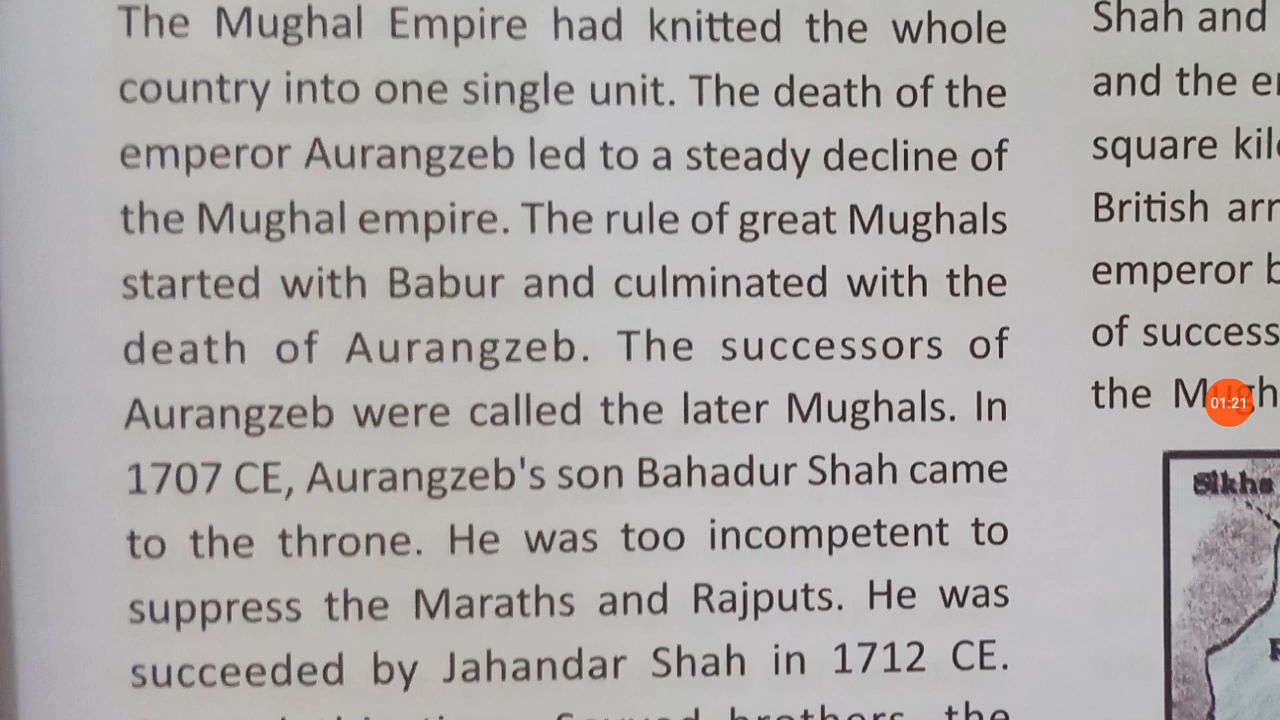 The Mughal Empire had knitted the whole
country into one single unit. The death of the
emperor Aurangzeb led to a steady decline of
the Mughal empire. The rule of great Mughals
started with Babur and culminated with the
death of Aurangzeb. The successors of
Aurangzeb were called the later Mughals. In
1707 CE, Aurangzeb's son Bahadur Shah came
to the throne. He was too incompetent to
suppress the Maraths and Rajputs. He was
succeeded by Jahandar Shah in 1712 CE.
brothers, the
Shah and
and the
square
British
emperor
of success
the
01:21
Sikhs